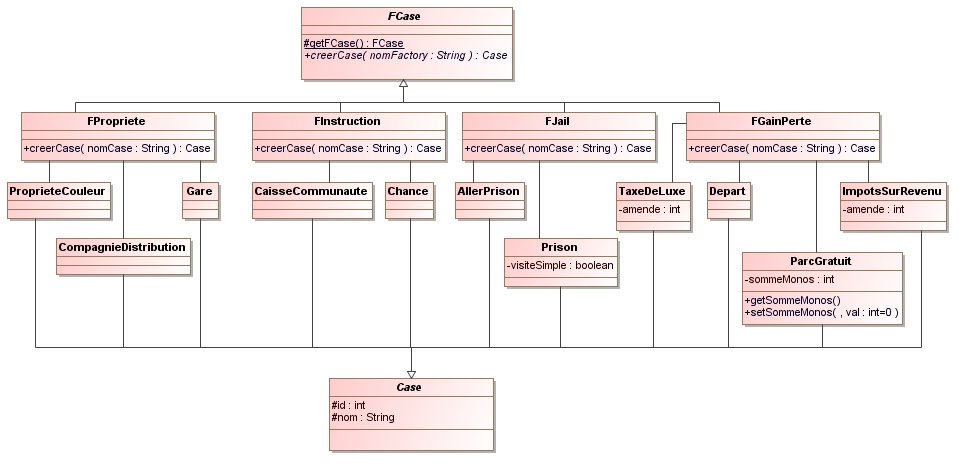 FCase
#getFCase() : FCase
+creerCase( nomFactory : String ) : Case
FPropriete
+creerCase( nomCase : String ) : Case
FInstruction
+creerCase( nomCase : String ) : Case
FJail
+creerCase( nomCase : String ) : Case
FGainPerte
+creerCase( nomCase : String ) : Case
ProprieteCouleur
Gare
CaisseCommunaute
Chance
AllerPrison
TaxeDeLuxe
-amende : int
Depart
ImpotsSurRevenu
-amende : int
CompagnieDistribution
Prison
-visiteSimple : boolean
ParcGratuit
-sommeMonos : int
+getSommeMonos()
+setSommeMonos( , val : int=0 )
Case
#id : int
#nom : String